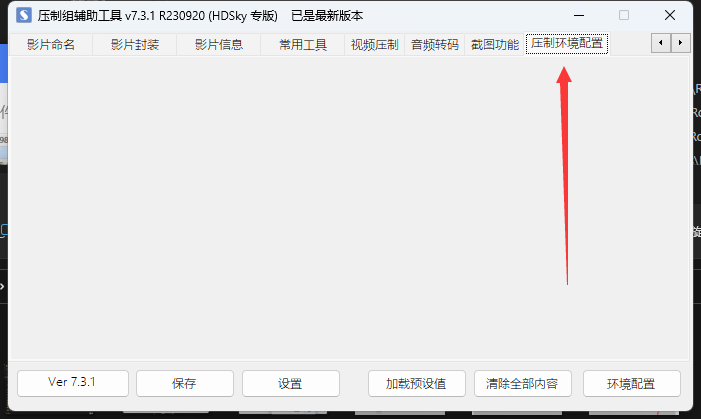 压制组辅助工具 v7.3.1 R230920 (HDSky 专版) 已是最新版本
影片命名 影片封装 影片信息 常用工具 视频压制 音频转码 截图功能 压制环境配置
Ver 7.3.1 保存 设置 加载预设值 清除全部内容 环境配置